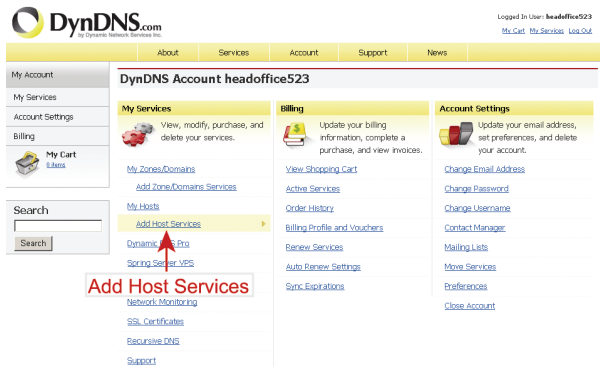 DynDNS.com
by Dynamic Network Services Inc.
Logged In User: headoffice523
My Cart My Services Log Out
About Services Account Support News
My Account
My Services
Account Settings
Billing
My Cart
0 items
Search
Search
DynDNS Account headoffice523
My Services
View, modify, purchase, and
delete your services.
My Zones/Domains
Add Zone/Domains Services
My Hosts
Add Host Services
Dynamic Pro
Spring Server VPS
Add Host Services
Network Monitoring
SSL Certificates
Recursive DNS
Support
Billing
Update your billing
information, complete a
purchase, and view invoices.
View Shopping Cart
Active Services
Order History
Billing Profile and Vouchers
Renew Services
Auto Renew Settings
Sync Expirations
Account Settings
Update your email address,
set preferences, and delete
your account.
Change Email Address
Change Password
Change Username
Contact Manager
Mailing Lists
Move Services
Preferences
Close Account